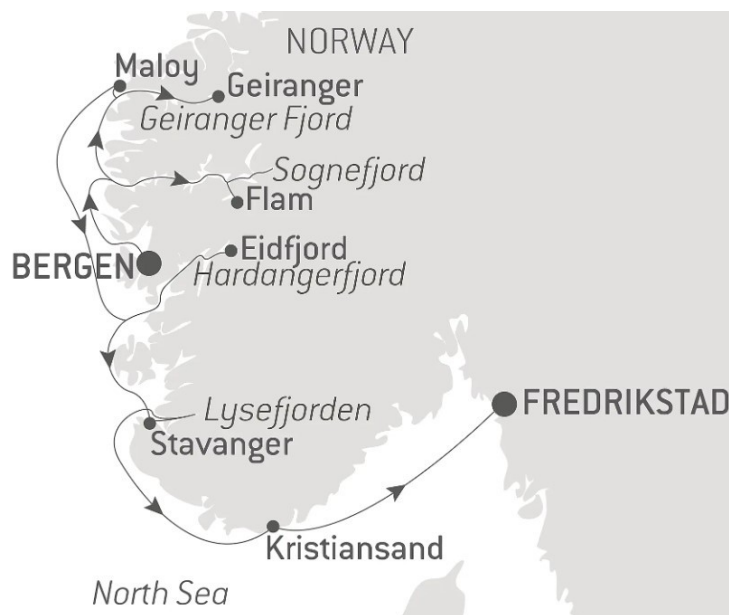 NORWAY
Maloy
Geiranger
Geiranger Fjord
Sognefjord
Flam
Eidfjord
BERGEN
Hardangerfjord
Lysefjorden
FREDRIKSTAD
Stavanger
Kristiansand
North Sea